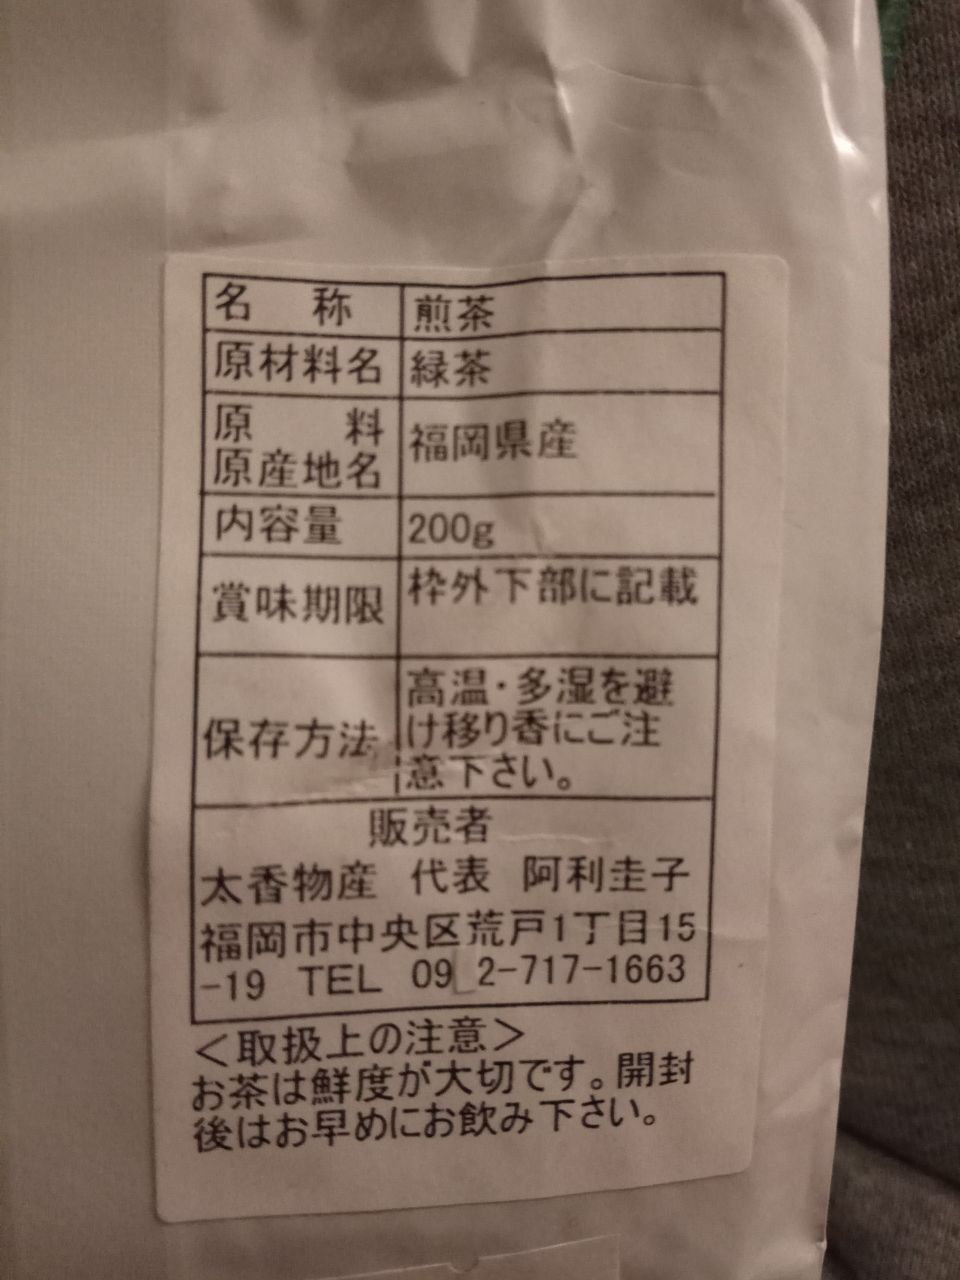 名 称 煎茶
原材料名 緑茶
原 料
原産地名 福岡県産
内容量 200g
賞味期限 枠外下部に記載
保存方法 高温・多湿を避
け移り香にご注
意下さい。
販売者
太香物産 代表 阿利圭子
福岡市中央区荒戸1丁目15
-19 TEL 092-717-1663
＜取扱上の注意＞
お茶は鮮度が大切です。開封
後はお早めにお飲み下さい。